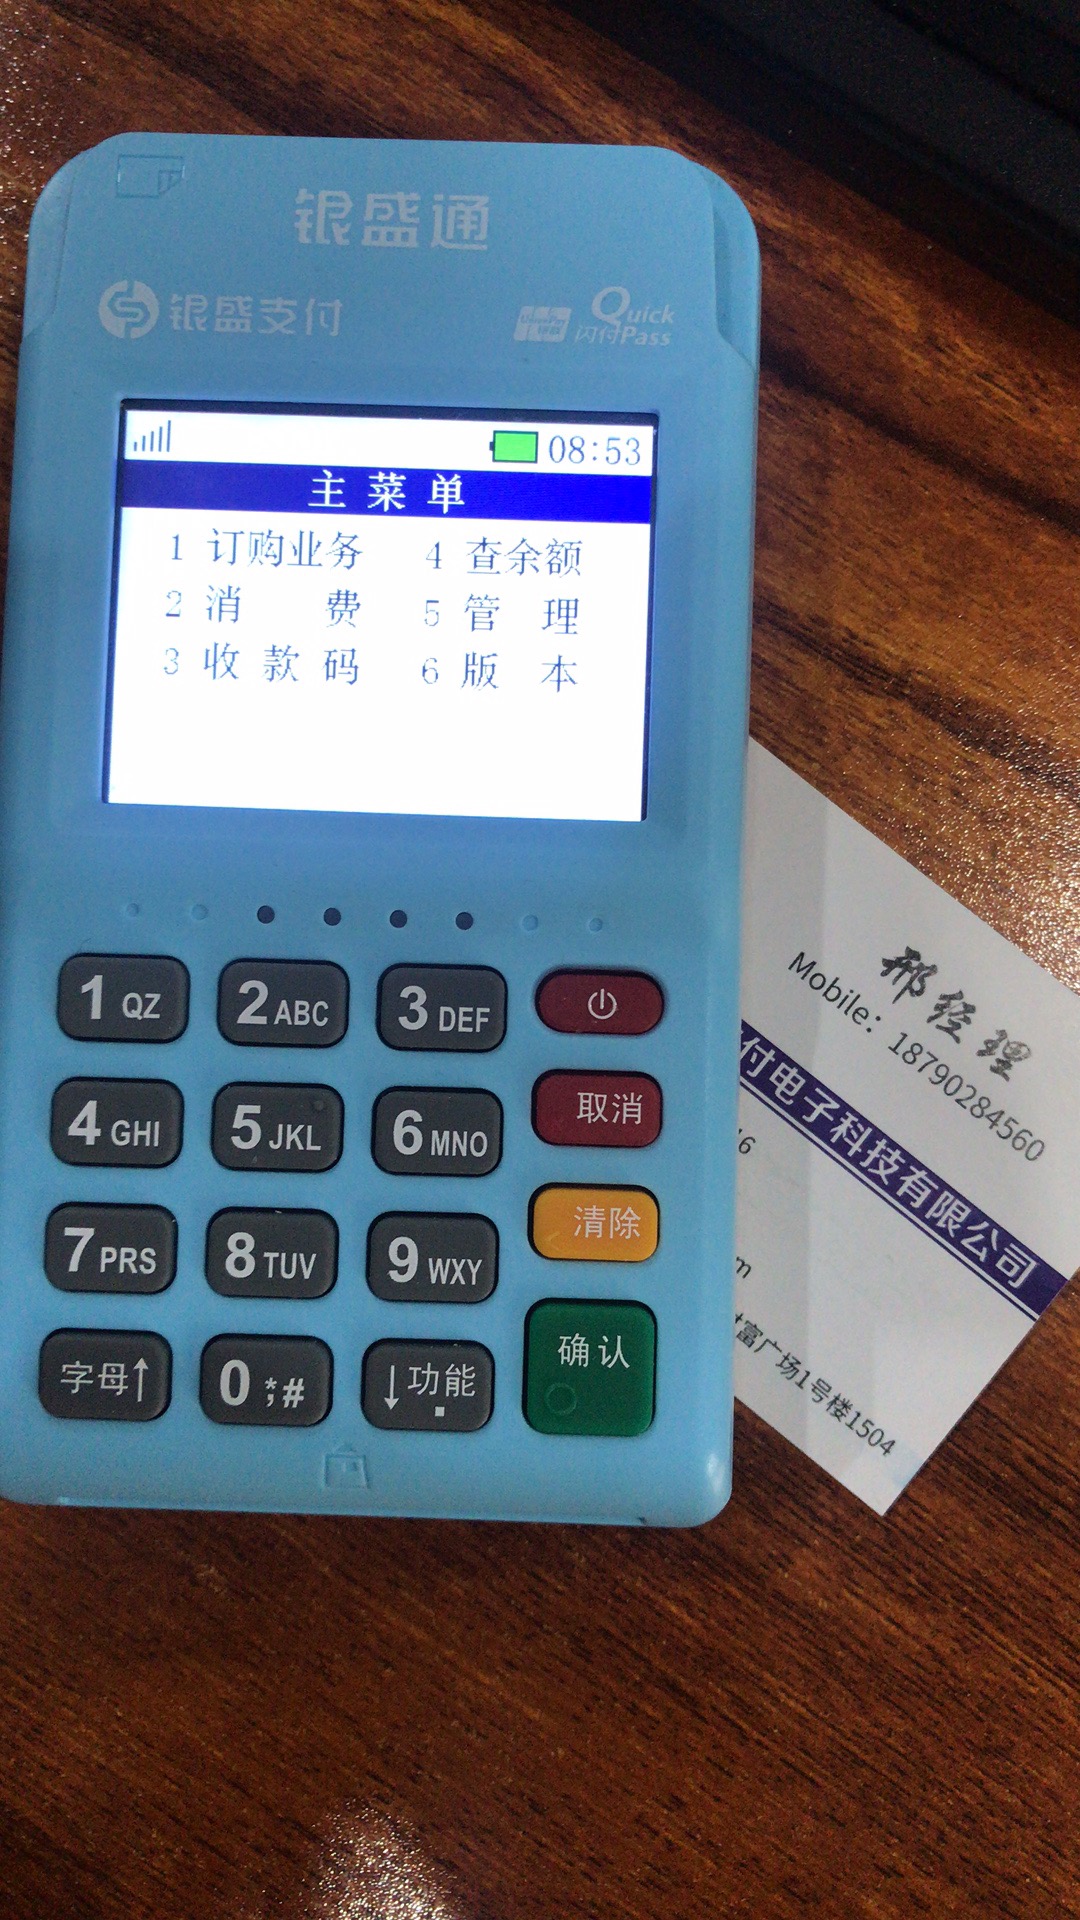 银盛通
银盛支付
Quick
闪付Pass
08:53
主菜单
1 订购业务 4 查余额
2 消费 5 管理
3 收款码 6 版本
1 QZ 2 ABC 3 DEF
4 GHI 5 JKL 6 MNO 取消
7 PRS 8 TUV 9 WXY 清除
字母↑ 0 *;# ↓功能 确认
邢经理
Mobile：18790284560
付电子科技有限公司
富广场1号楼1504